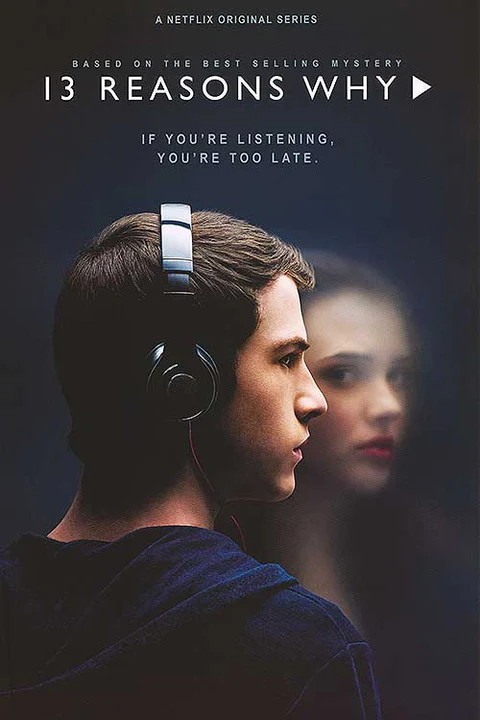 A NETFLIX ORIGINAL SERIES
BASED ON THE BEST SELLING MYSTERY
13 REASONS WHY
IF YOU'RE LISTENING,
YOU'RE TOO LATE.